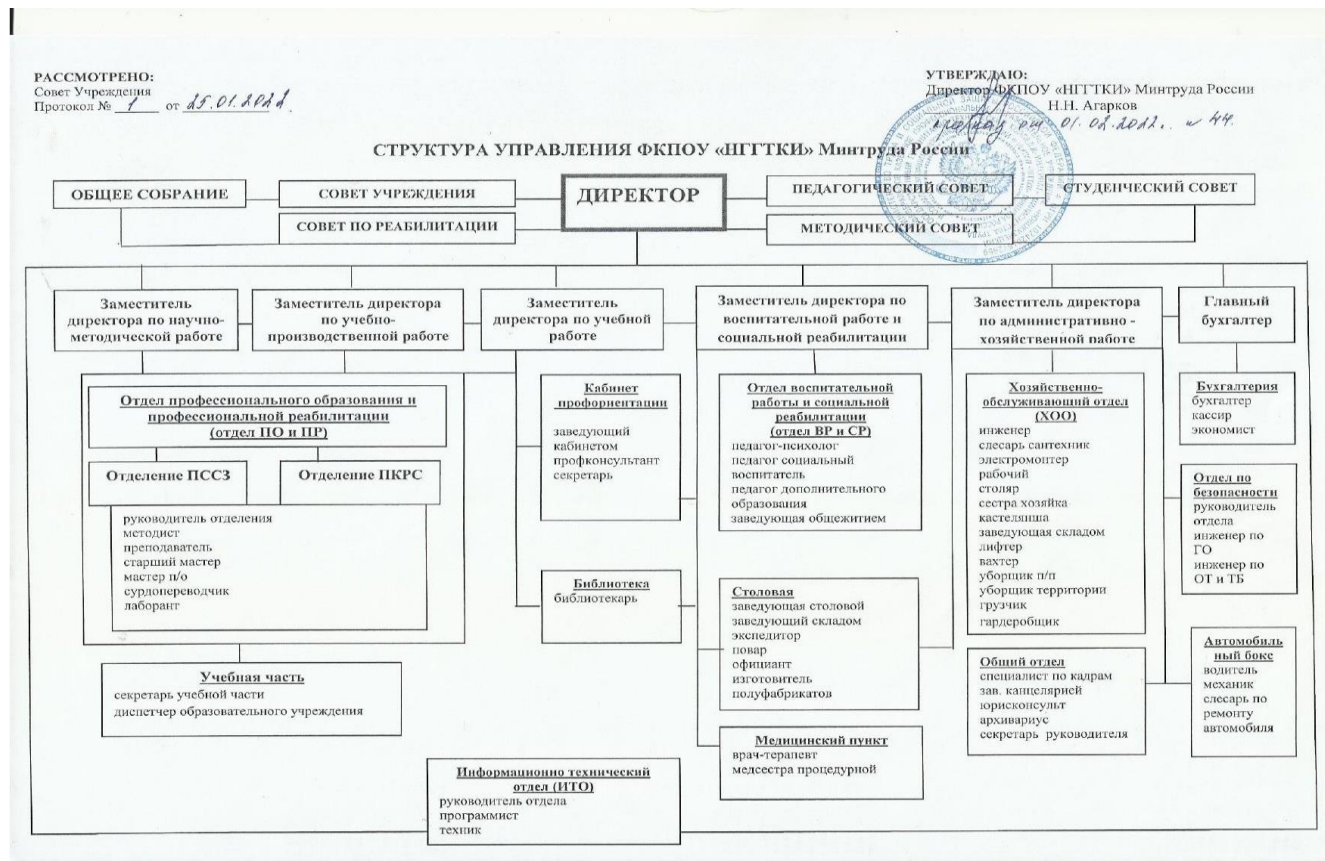 РАССМОТРЕНО:
Совет Учреждения
Протокол № 1 от 25.01.2022.
УТВЕРЖДАЮ:
Директор ФКПОУ «НГГТКИ» Минтруда России
Н.Н. Агарков
приказ от 01.02.2022. № 44.
СТРУКТУРА УПРАВЛЕНИЯ ФКПОУ «НГГТКИ» Минтруда России
ОБЩЕЕ СОБРАНИЕ
СОВЕТ УЧРЕЖДЕНИЯ
ДИРЕКТОР
ПЕДАГОГИЧЕСКИЙ СОВЕТ
СТУДЕНЧЕСКИЙ СОВЕТ
СОВЕТ ПО РЕАБИЛИТАЦИИ
МЕТОДИЧЕСКИЙ СОВЕТ
Заместитель
директора по научно-
методической работе
Заместитель директора
по учебно-
производственной работе
Заместитель
директора по учебной
работе
Заместитель директора по
воспитательной работе и
социальной реабилитации
Заместитель директора
по административно -
хозяйственной работе
Главный
бухгалтер
Отдел профессионального образования и
профессиональной реабилитации
(отдел ПО и ПР)
Отделение ПССЗ
Отделение ПКРС
руководитель отделения
методист
преподаватель
старший мастер
мастер п/о
сурдопереводчик
лаборант
Учебная часть
секретарь учебной части
диспетчер образовательного учреждения
Кабинет
профориентации
заведующий
кабинетом
профконсультант
секретарь
Библиотека
библиотекарь
Отдел воспитательной
работы и социальной
реабилитации
(отдел ВР и СР)
педагог-психолог
педагог социальный
воспитатель
педагог дополнительного
образования
заведующая общежитием
Столовая
заведующая столовой
заведующий складом
экспедитор
повар
официант
изготовитель
полуфабрикатов
Медицинский пункт
врач-терапевт
медсестра процедурной
Хозяйственно-
обслуживающий отдел
(ХОО)
инженер
слесарь сантехник
электромонтер
рабочий
столяр
сестра хозяйка
кастелянша
заведующая складом
лифтер
вахтер
уборщик п/п
уборщик территории
грузчик
гардеробщик
Общий отдел
специалист по кадрам
зав. канцелярией
юрисконсульт
архивариус
секретарь руководителя
Бухгалтерия
бухгалтер
кассир
экономист
Отдел по
безопасности
руководитель
отдела
инженер по
ГО
инженер по
ОТ и ТБ
Автомобиль
ный бокс
водитель
механик
слесарь по
ремонту
автомобиля
Информационно технический
отдел (ИТО)
руководитель отдела
программист
техник